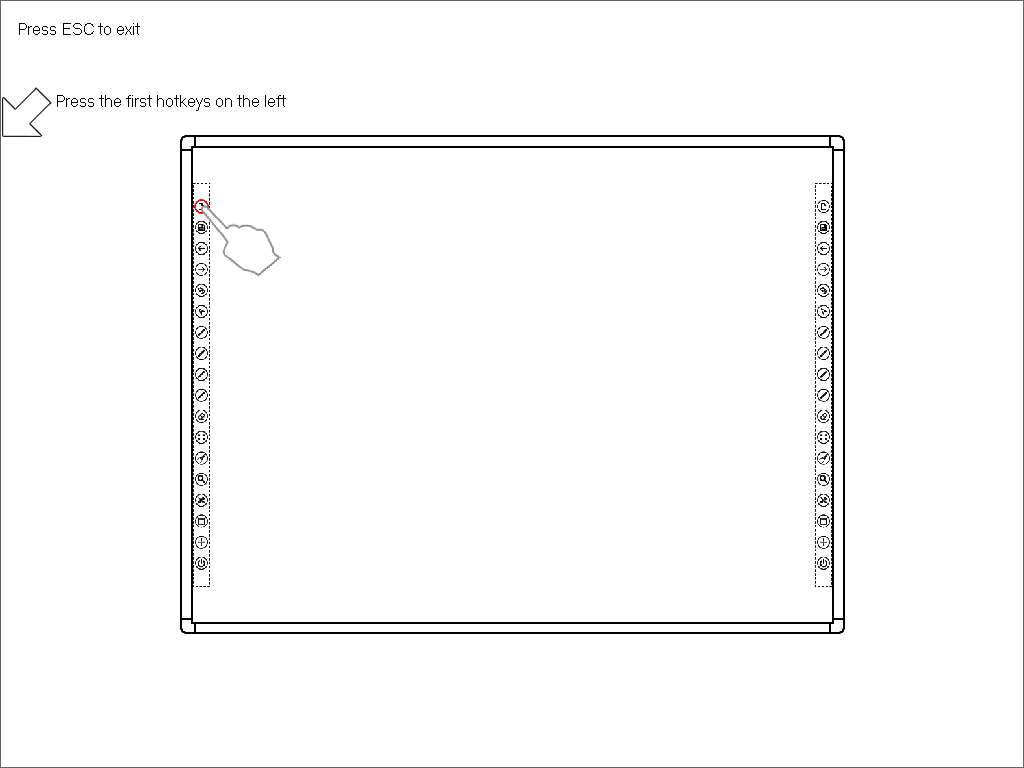 Press ESC to exit
Press the first hotkeys on the left